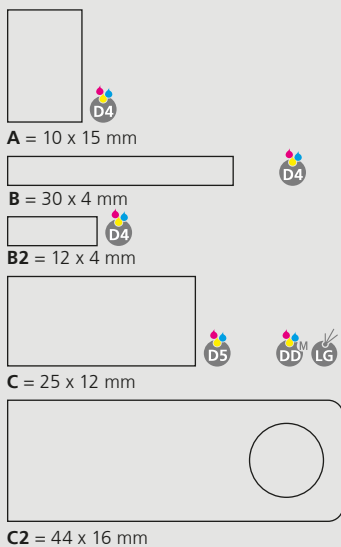 D4
A = 10 x 15 mm
D4
B = 30 x 4 mm
D4
B2 = 12 x 4 mm
D5 DD M LG
C = 25 x 12 mm
C2 = 44 x 16 mm